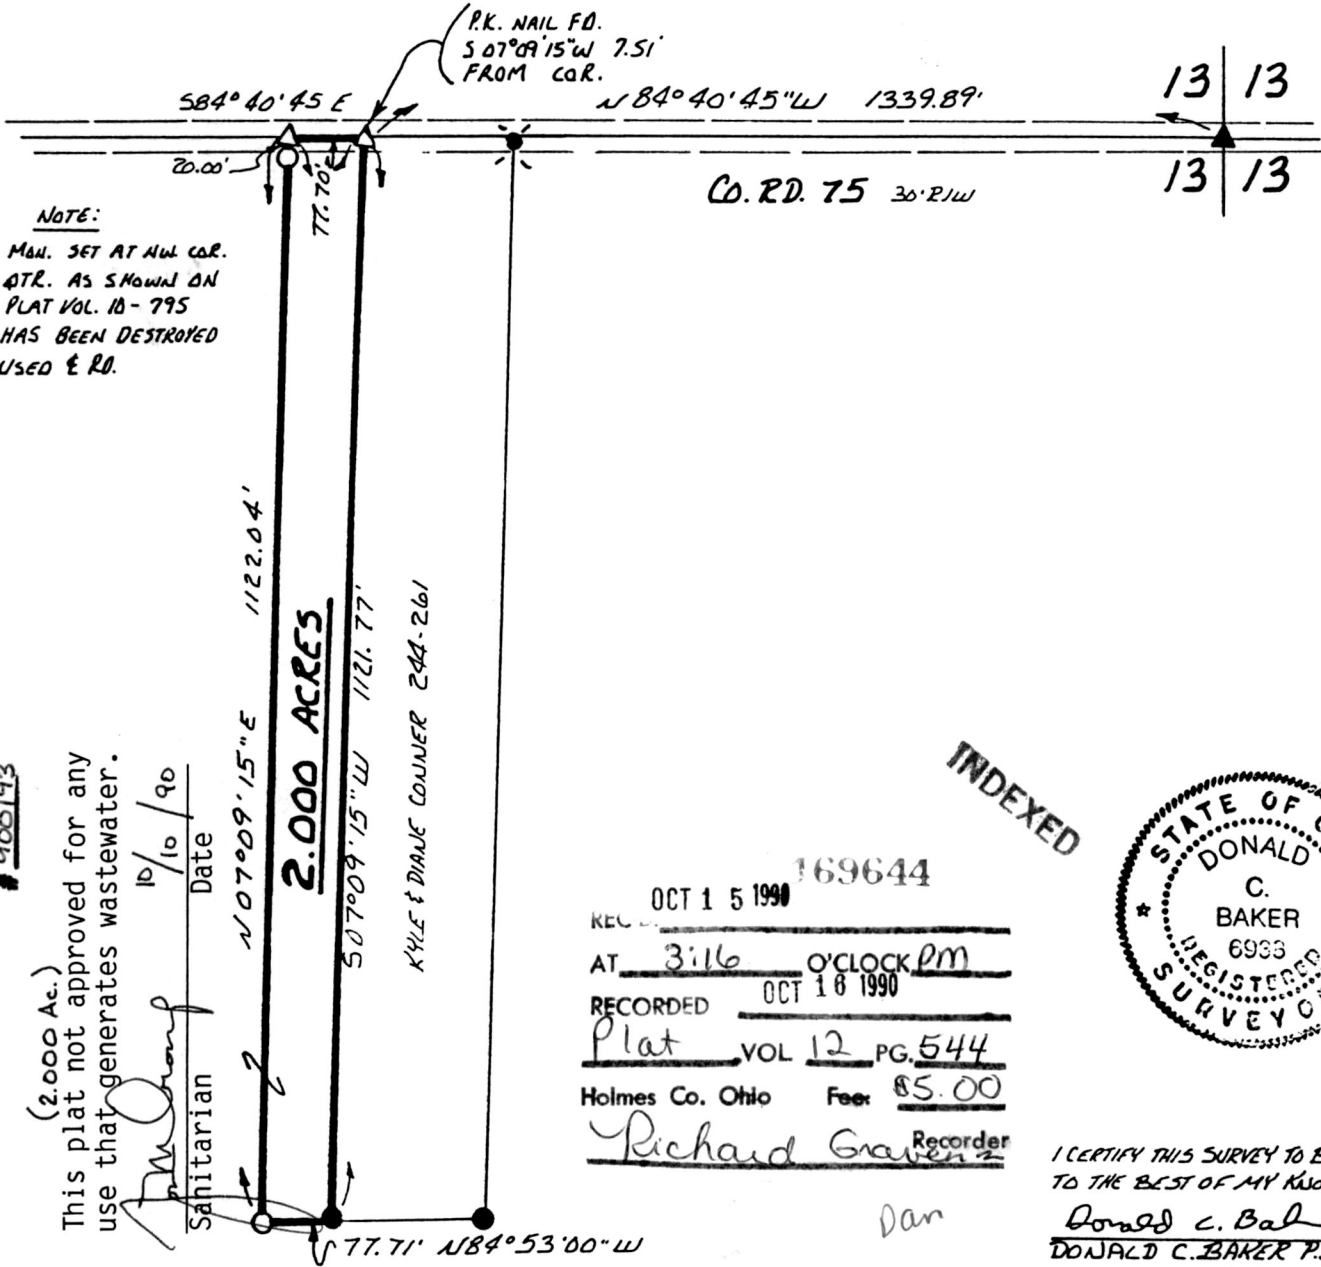 P.K. NAIL FD.
S 07°09'15"W 7.51'
FROM COR.
S84°40'45 E
N 84°40'45"W 1339.89'
13 13
13 13
20.00'
77.70'
CO. RD. 75 30' R/W
NOTE:
MON. SET AT NW COR.
QTR. AS SHOWN ON
PLAT VOL. 10 - 795
HAS BEEN DESTROYED
USED ℄ RD.
N 07°09'15"E 1122.04'
2.000 ACRES
S 07°09'15"W 1121.77'
KYLE & DIANE CONNER 244-261
#900193
(2.000 Ac.)
This plat not approved for any
use that generates wastewater.
10/10/90
Sanitarian Date
77.71' N84°53'00"W
INDEXED
169644
OCT 15 1990
REC
AT 3:16 O'CLOCK PM
RECORDED OCT 16 1990
Plat VOL 12 PG. 544
Holmes Co. Ohio Fee: $5.00
Richard Graven Recorder
Dan
STATE OF O
DONALD
C.
BAKER
6933
REGISTERED
SURVEYO
I CERTIFY THIS SURVEY TO B
TO THE BEST OF MY KNO
Donald C. Bak
DONALD C. BAKER P.